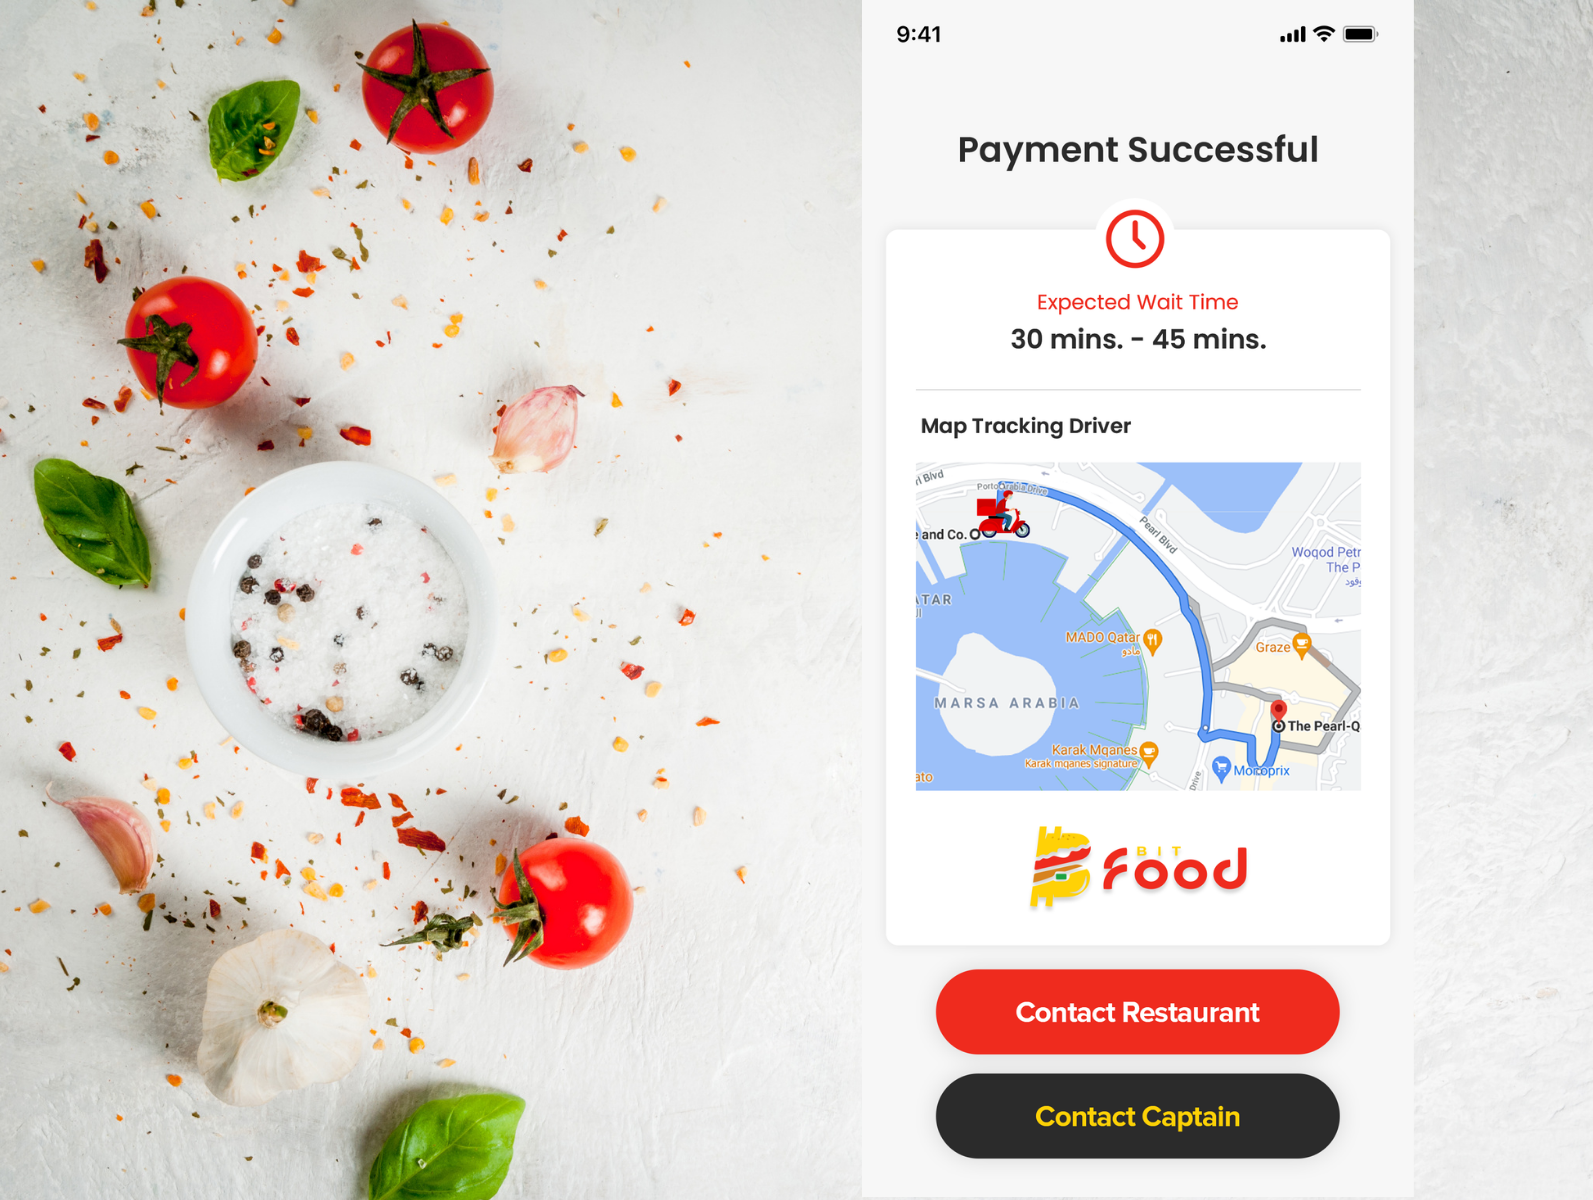 9:41
Payment Successful
Expected Wait Time
30 mins. - 45 mins.
Map Tracking Driver
Blvd
Porto Arabia Drive
Pearl Blvd
and Co.
Woqod Petr
The P
وقود
ATAR
MADO Qatar
مادو
Graze
MARSA ARABIA
The Pearl-Q
Karak Mqanes
Karak mqanes signature
Monoprix
ato
Drive
BIT
food
Contact Restaurant
Contact Captain